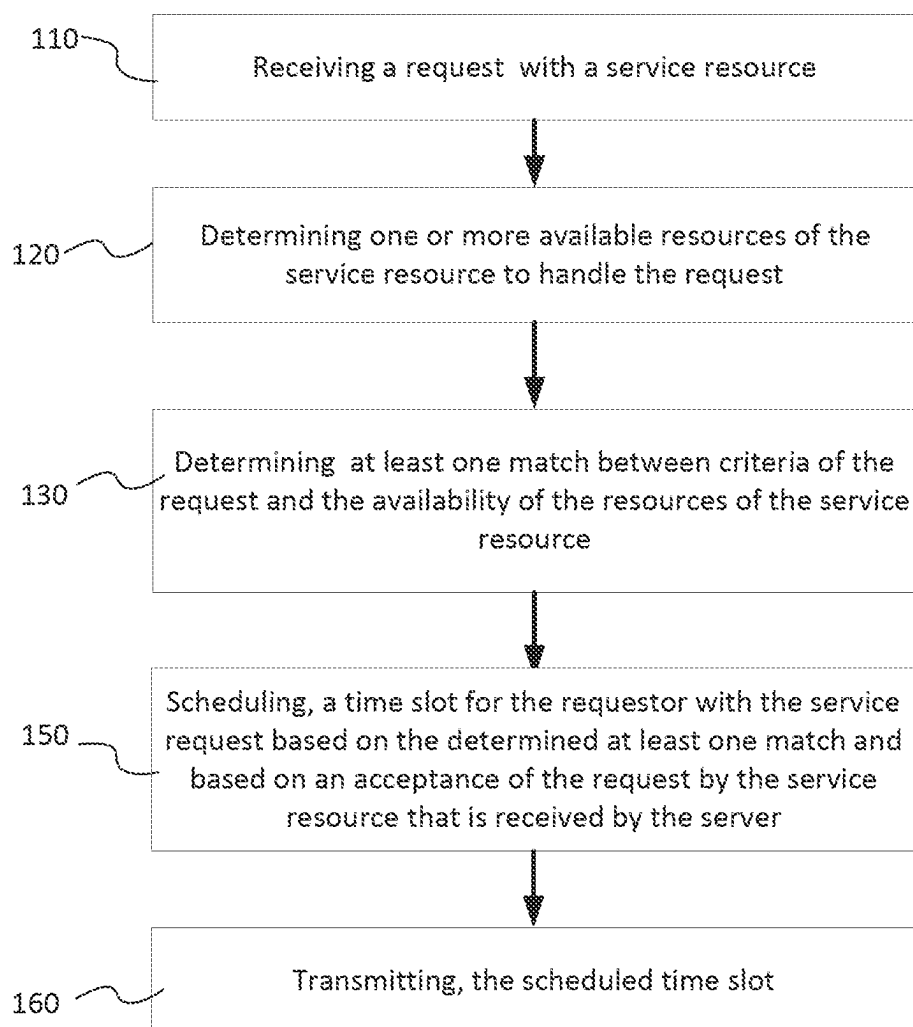 110
Receiving a request with a service resource
120
Determining one or more available resources of the
service resource to handle the request
130
Determining at least one match between criteria of the
request and the availability of the resources of the service
resource
150
Scheduling, a time slot for the requestor with the service
request based on the determined at least one match and
based on an acceptance of the request by the service
resource that is received by the server
160
Transmitting, the scheduled time slot